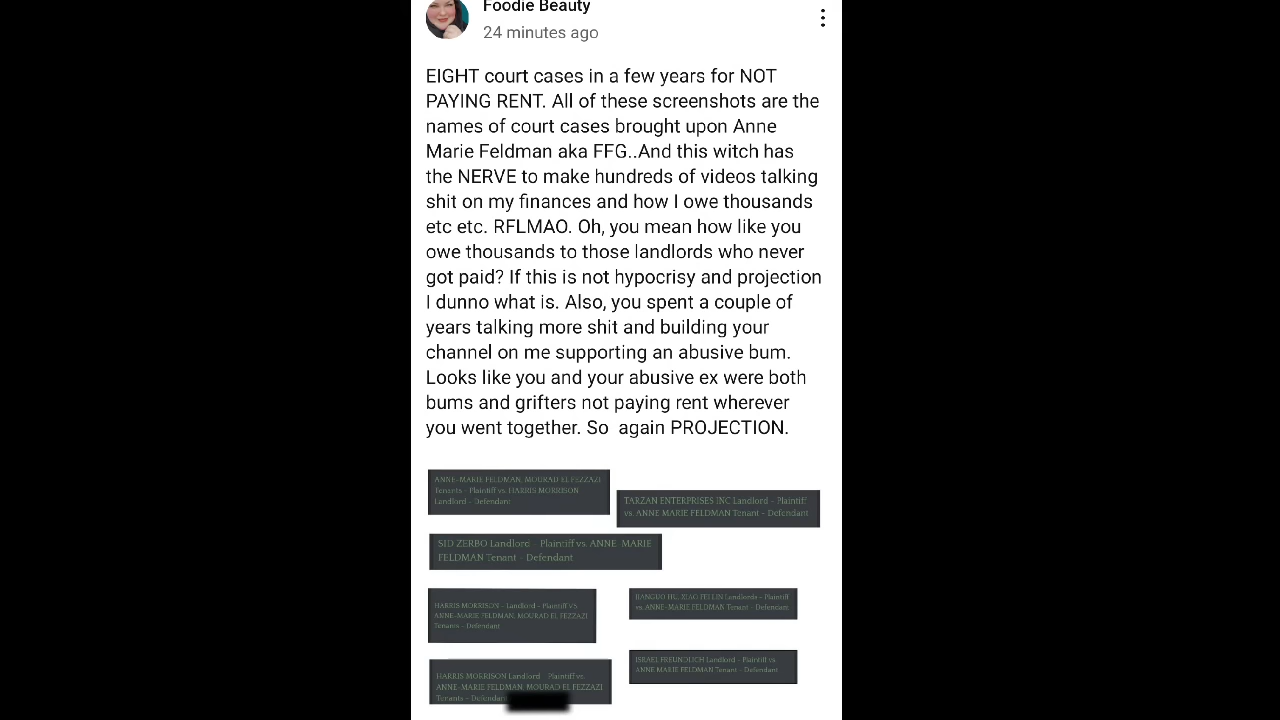 Foodie Beauty
24 minutes ago
EIGHT court cases in a few years for NOT
PAYING RENT. All of these screenshots are the
names of court cases brought upon Anne
Marie Feldman aka FFG..And this witch has
the NERVE to make hundreds of videos talking
shit on my finances and how I owe thousands
etc etc. RFLMAO. Oh, you mean how like you
owe thousands to those landlords who never
got paid? If this is not hypocrisy and projection
I dunno what is. Also, you spent a couple of
years talking more shit and building your
channel on me supporting an abusive bum.
Looks like you and your abusive ex were both
bums and grifters not paying rent wherever
you went together. So  again PROJECTION.
ANNE-MARIE FELDMAN, MOURAD EL FEZZAZI
Tenants - Plaintiff vs. HARRIS MORRISON
Landlord - Defendant
TARZAN ENTERPRISES INC Landlord - Plaintiff
vs. ANNE MARIE FELDMAN Tenant - Defendant
SID ZERBO Landlord - Plaintiff vs. ANNE-MARIE
FELDMAN Tenant - Defendant
HARRIS MORRISON - Landlord - Plaintiff VS.
ANNE-MARIE FELDMAN; MOURAD EL FEZZAZI
Tenants - Defendant
Landlords - Plaintiff
vs. ANNE-MARIE FELDMAN Tenant - Defendant
ISRAEL FREUNDLICH Landlord - Plaintiff vs
ANNE MARIE FELDMAN Tenant - Defendant
HARRIS MORRISON Landlord - Plaintiff vs.
ANNE-MARIE FELDMAN; MOURAD EL FEZZAZI
Tenants - Defendant